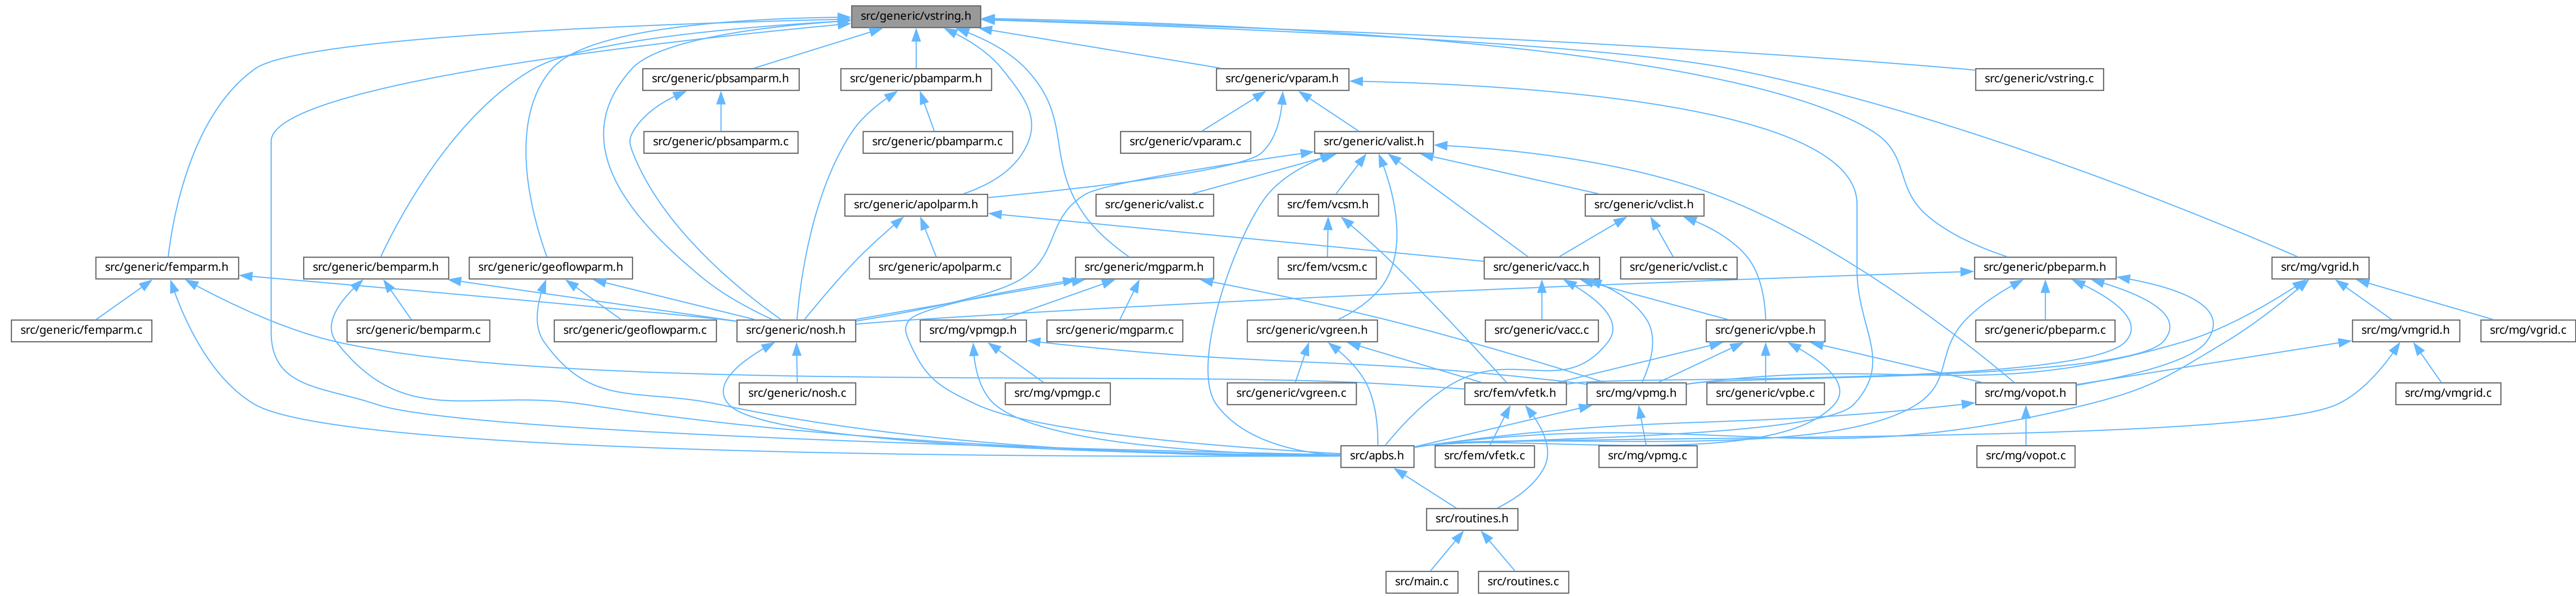 src/generic/vstring.h
src/generic/pbsamparm.h
src/generic/pbamparm.h
src/generic/vparam.h
src/generic/vstring.c
src/generic/pbsamparm.c
src/generic/pbamparm.c
src/generic/vparam.c
src/generic/valist.h
src/generic/apolparm.h
src/generic/valist.c
src/fem/vcsm.h
src/generic/vclist.h
src/generic/femparm.h
src/generic/bemparm.h
src/generic/geoflowparm.h
src/generic/apolparm.c
src/generic/mgparm.h
src/fem/vcsm.c
src/generic/vacc.h
src/generic/vclist.c
src/generic/pbeparm.h
src/mg/vgrid.h
src/generic/femparm.c
src/generic/bemparm.c
src/generic/geoflowparm.c
src/generic/nosh.h
src/mg/vpmgp.h
src/generic/mgparm.c
src/generic/vgreen.h
src/generic/vacc.c
src/generic/vpbe.h
src/generic/pbeparm.c
src/mg/vmgrid.h
src/mg/vgrid.c
src/generic/nosh.c
src/mg/vpmgp.c
src/generic/vgreen.c
src/fem/vfetk.h
src/mg/vpmg.h
src/generic/vpbe.c
src/mg/vopot.h
src/mg/vmgrid.c
src/apbs.h
src/fem/vfetk.c
src/mg/vpmg.c
src/mg/vopot.c
src/routines.h
src/main.c
src/routines.c